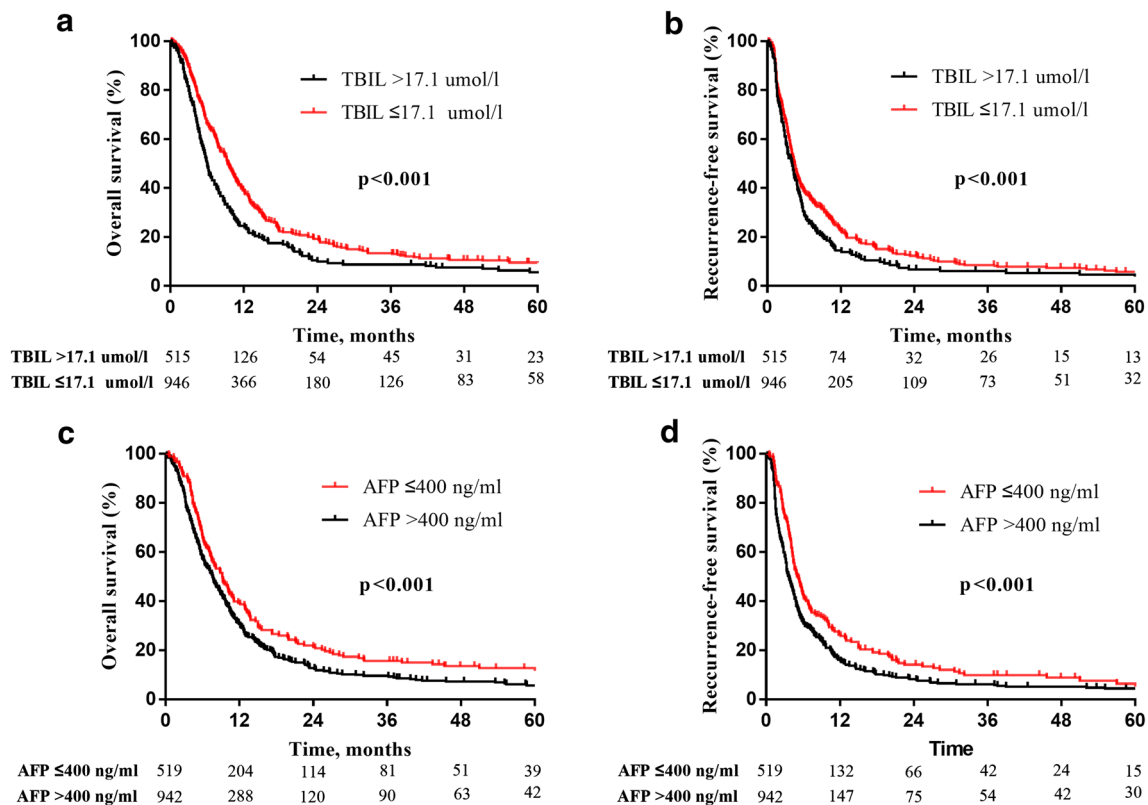 a
Overall survival (%)
100
80
60
40
20
0
TBIL >17.1 umol/l
TBIL ≤17.1 umol/l
p<0.001
0 12 24 36 48 60
Time, months
TBIL >17.1 umol/l 515 126 54 45 31 23
TBIL ≤17.1 umol/l 946 366 180 126 83 58
b
Reccurrence-free survival (%)
100
80
60
40
20
0
TBIL >17.1 umol/l
TBIL ≤17.1 umol/l
p<0.001
0 12 24 36 48 60
Time, months
TBIL >17.1 umol/l 515 74 32 26 15 13
TBIL ≤17.1 umol/l 946 205 109 73 51 32
c
Overall survival (%)
100
80
60
40
20
0
AFP ≤400 ng/ml
AFP >400 ng/ml
p<0.001
0 12 24 36 48 60
Time, months
AFP ≤400 ng/ml 519 204 114 81 51 39
AFP >400 ng/ml 942 288 120 90 63 42
d
Reccurrence-free survival (%)
100
80
60
40
20
0
AFP ≤400 ng/ml
AFP >400 ng/ml
p<0.001
0 12 24 36 48 60
Time
AFP ≤400 ng/ml 519 132 66 42 24 15
AFP >400 ng/ml 942 147 75 54 42 30